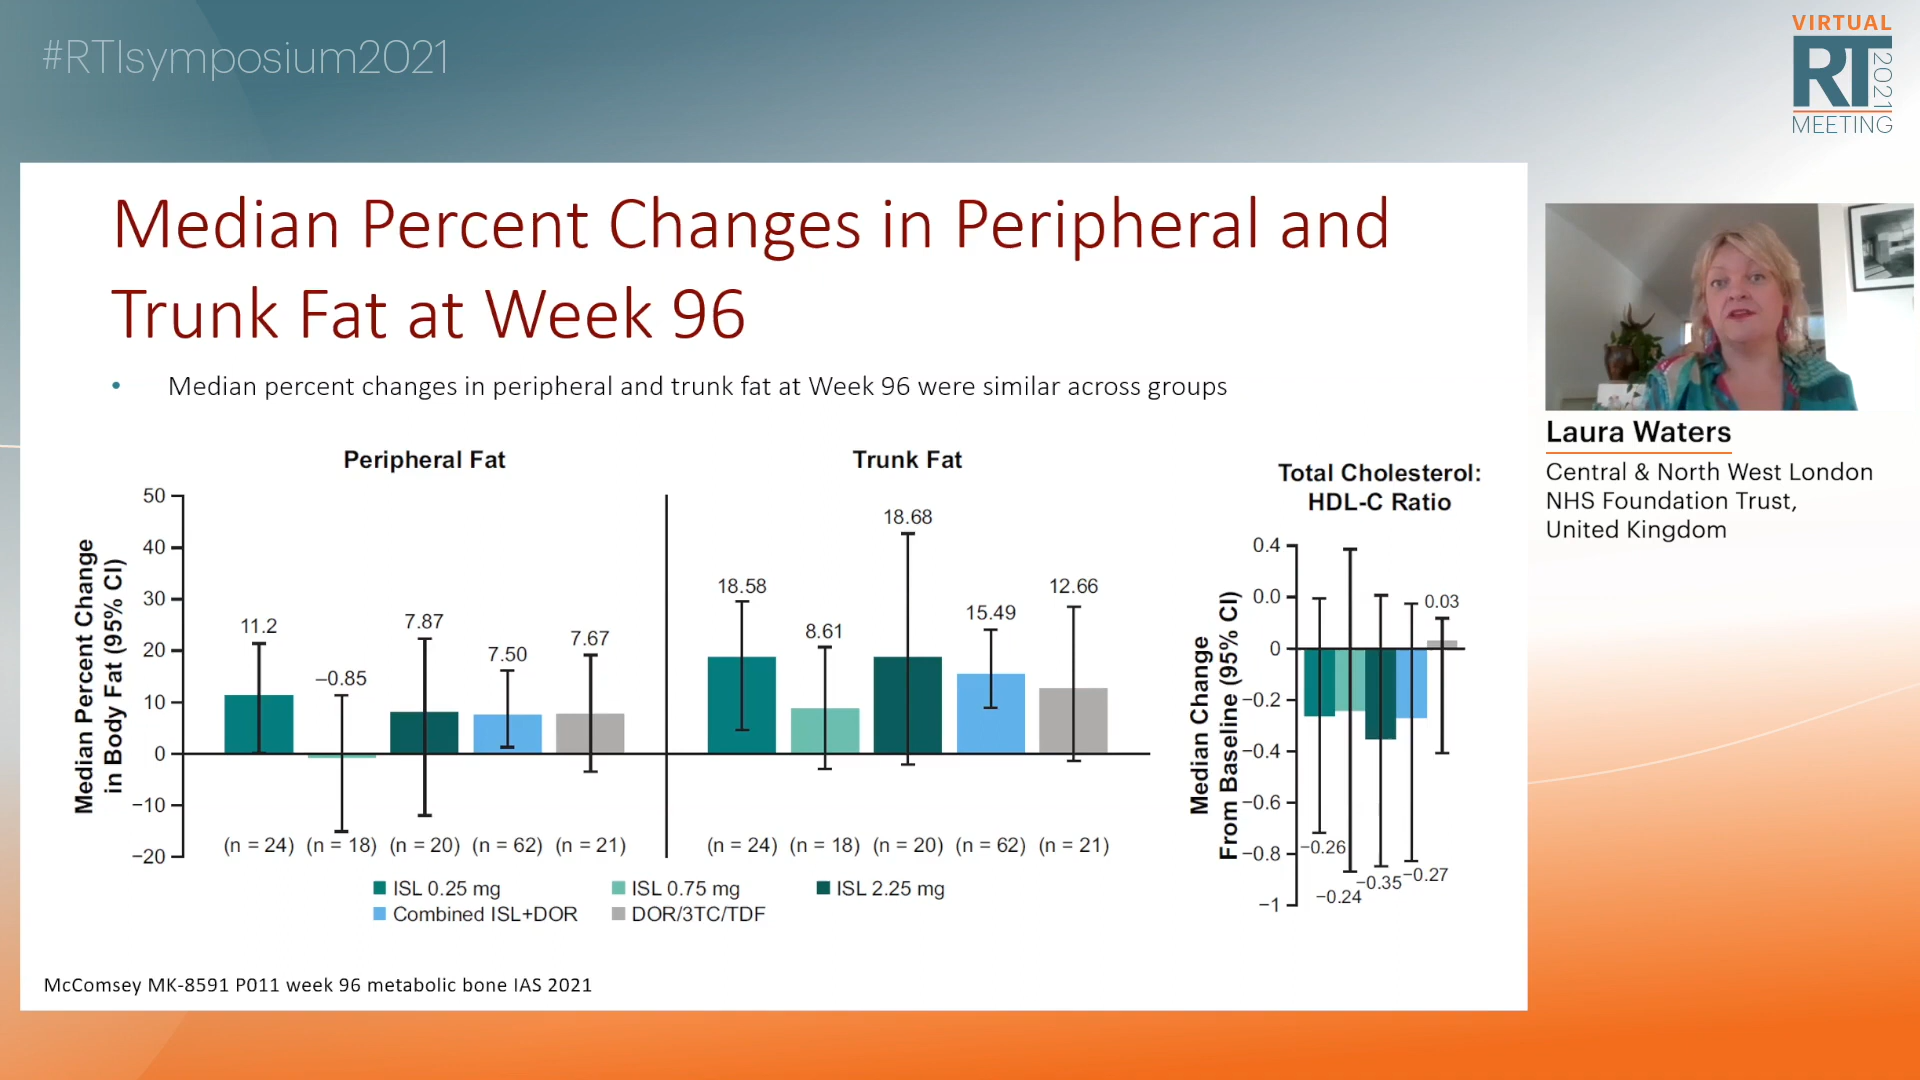 #RTIsymposium2021
VIRTUAL
RT 2021
MEETING
Median Percent Changes in Peripheral and
Trunk Fat at Week 96
• Median percent changes in peripheral and trunk fat at Week 96 were similar across groups
Peripheral Fat
Trunk Fat
Median Percent Change
in Body Fat (95% CI)
50
40
30
20
10
0
−10
−20
11.2
−0.85
7.87
7.50
7.67
18.58
8.61
18.68
15.49
12.66
(n = 24) (n = 18) (n = 20) (n = 62) (n = 21)
(n = 24) (n = 18) (n = 20) (n = 62) (n = 21)
ISL 0.25 mg
ISL 0.75 mg
ISL 2.25 mg
Combined ISL+DOR
DOR/3TC/TDF
Total Cholesterol:
HDL-C Ratio
Median Change
From Baseline (95% CI)
0.4
0.0
0
−0.2
−0.4
−0.6
−0.8
−1
0.03
−0.26
−0.24
−0.35
−0.27
McComsey MK-8591 P011 week 96 metabolic bone IAS 2021
Laura Waters
Central & North West London
NHS Foundation Trust,
United Kingdom